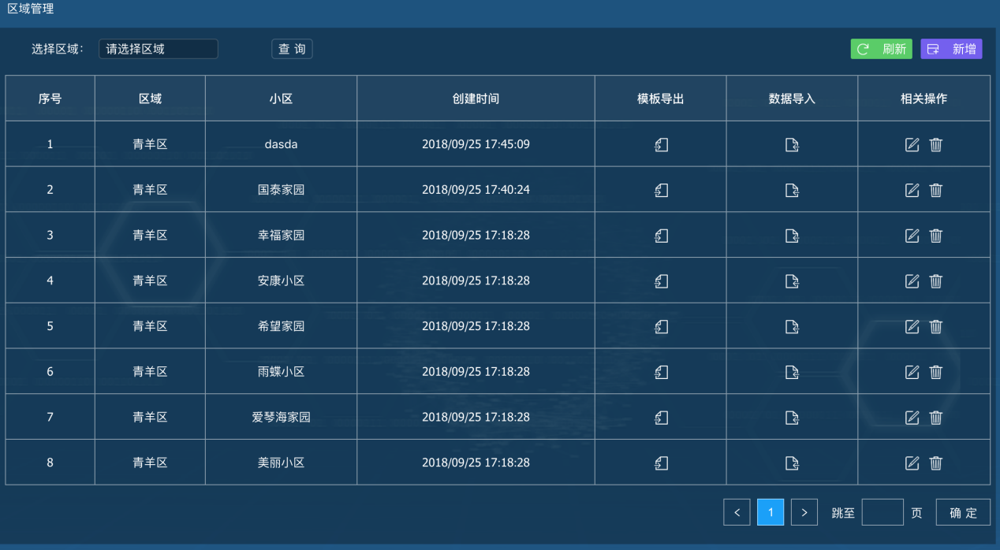 区域管理
选择区域： 请选择区域 查 询 刷新 新增
序号 区域 小区 创建时间 模板导出 数据导入 相关操作
1 青羊区 dasda 2018/09/25 17:45:09
2 青羊区 国泰家园 2018/09/25 17:40:24
3 青羊区 幸福家园 2018/09/25 17:18:28
4 青羊区 安康小区 2018/09/25 17:18:28
5 青羊区 希望家园 2018/09/25 17:18:28
6 青羊区 雨蝶小区 2018/09/25 17:18:28
7 青羊区 爱琴海家园 2018/09/25 17:18:28
8 青羊区 美丽小区 2018/09/25 17:18:28
< 1 > 跳至 页 确 定